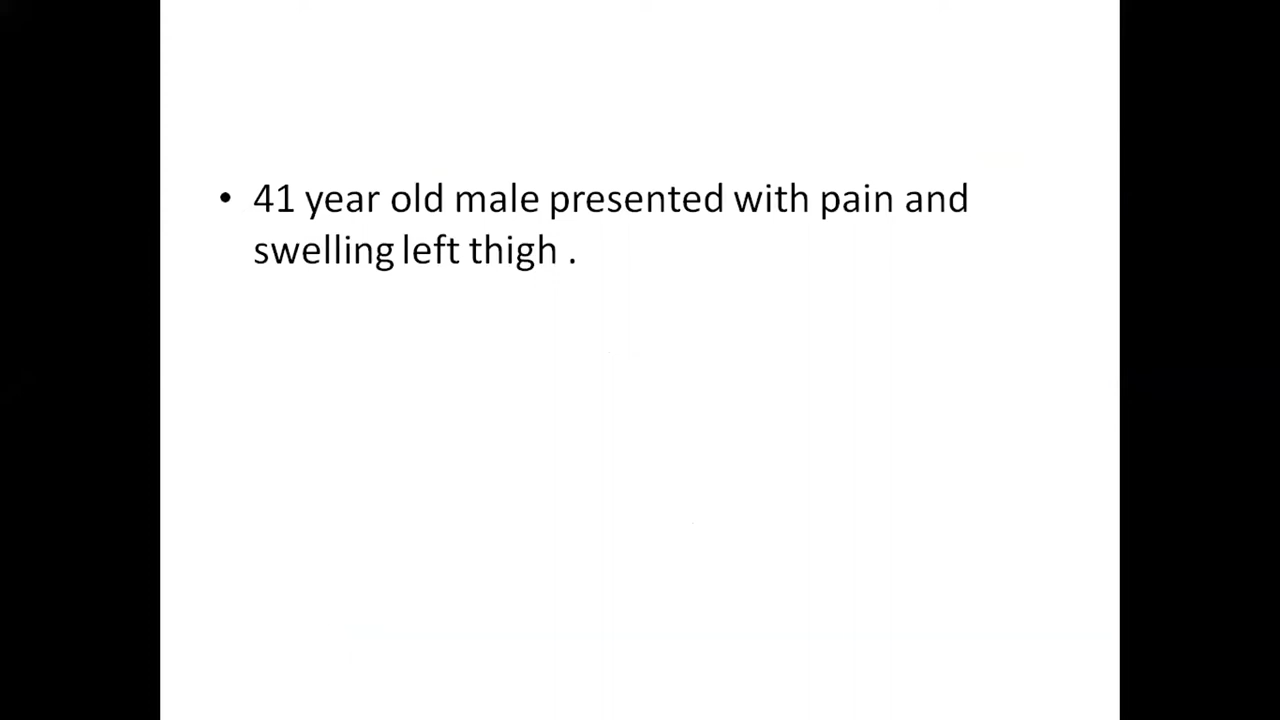 • 41 year old male presented with pain and
swelling left thigh .